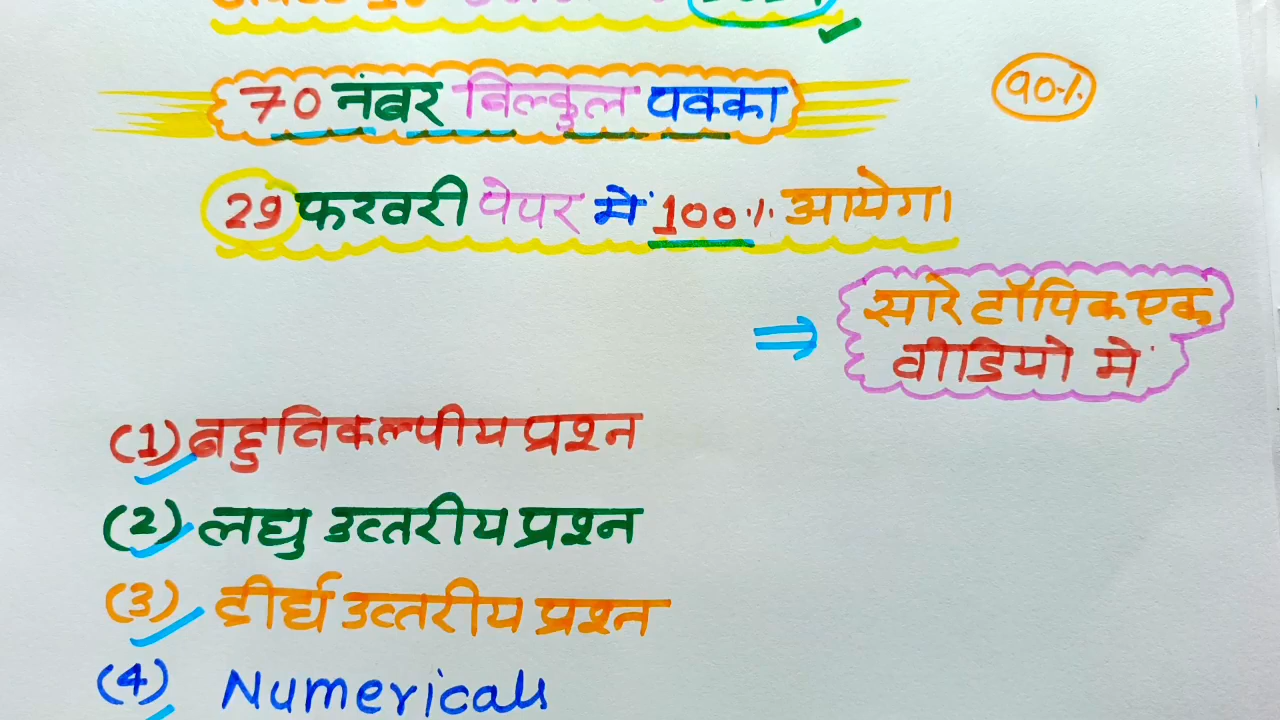 70 नंबर बिल्कुल पक्का
90%
29 फरवरी पेपर में 100% आयेगा
सारे टॉपिक एक
वीडियो में
(1) बहुविकल्पीय प्रश्न
(2) लघु उत्तरीय प्रश्न
(3) दीर्घ उत्तरीय प्रश्न
(4) Numericals